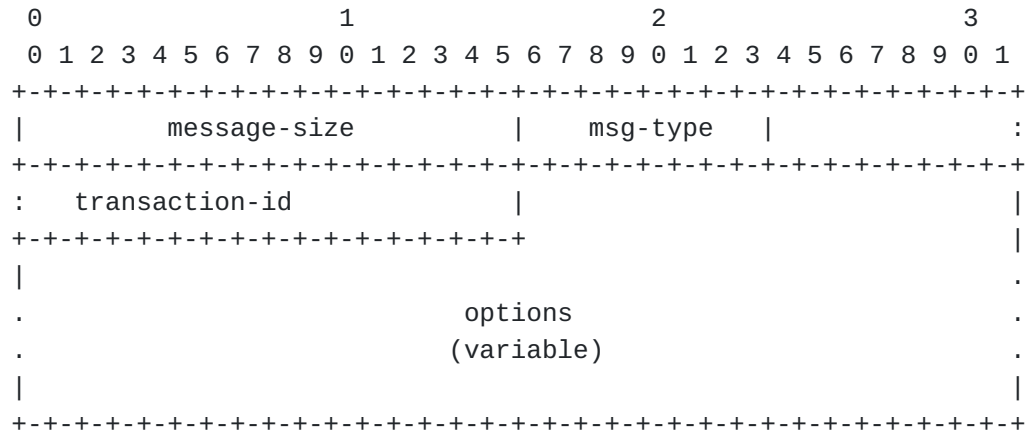 0                   1                   2                   3
 0 1 2 3 4 5 6 7 8 9 0 1 2 3 4 5 6 7 8 9 0 1 2 3 4 5 6 7 8 9 0 1
+-+-+-+-+-+-+-+-+-+-+-+-+-+-+-+-+-+-+-+-+-+-+-+-+-+-+-+-+-+-+-+-+
|         message-size          |    msg-type   |               :
+-+-+-+-+-+-+-+-+-+-+-+-+-+-+-+-+-+-+-+-+-+-+-+-+-+-+-+-+-+-+-+-+
:   transaction-id              |                               |
+-+-+-+-+-+-+-+-+-+-+-+-+-+-+-+-+                               |
|                                                               .
.                            options                            .
.                           (variable)                          .
|                                                               |
+-+-+-+-+-+-+-+-+-+-+-+-+-+-+-+-+-+-+-+-+-+-+-+-+-+-+-+-+-+-+-+-+